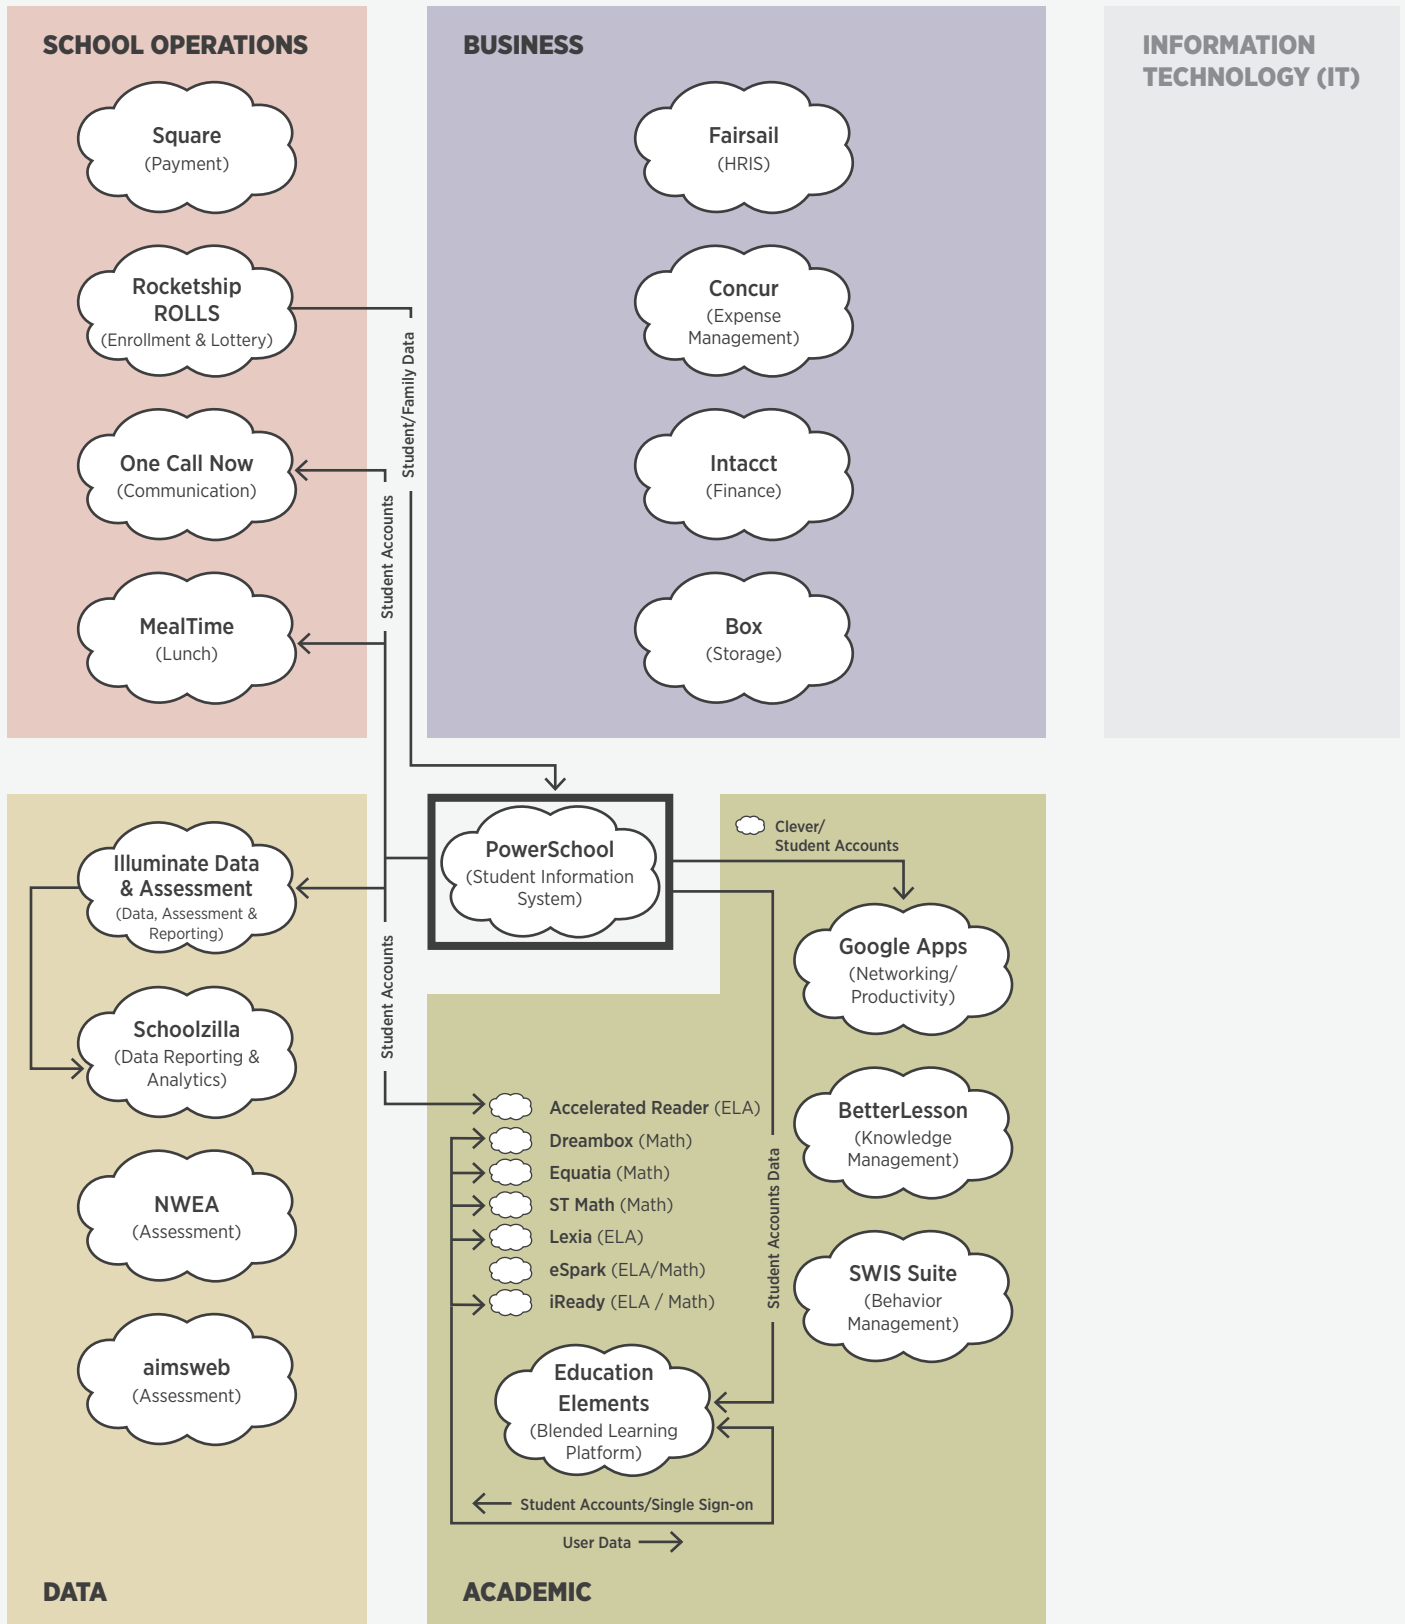 SCHOOL OPERATIONS
Square
(Payment)
Rocketship
ROLLS
(Enrollment & Lottery)
One Call Now
(Communication)
MealTime
(Lunch)
Student/Family Data
Student Accounts
BUSINESS
Fairsail
(HRIS)
Concur
(Expense
Management)
Intacct
(Finance)
Box
(Storage)
INFORMATION
TECHNOLOGY (IT)
Illuminate Data
& Assessment
(Data, Assessment &
Reporting)
Schoolzilla
(Data Reporting &
Analytics)
NWEA
(Assessment)
aimsweb
(Assessment)
DATA
Student Accounts
PowerSchool
(Student Information
System)
Clever/
Student Accounts
Google Apps
(Networking/
Productivity)
BetterLesson
(Knowledge
Management)
SWIS Suite
(Behavior
Management)
Student Accounts Data
Accelerated Reader (ELA)
Dreambox (Math)
Equatia (Math)
ST Math (Math)
Lexia (ELA)
eSpark (ELA/Math)
iReady (ELA / Math)
Education
Elements
(Blended Learning
Platform)
Student Accounts/Single Sign-on
User Data
ACADEMIC